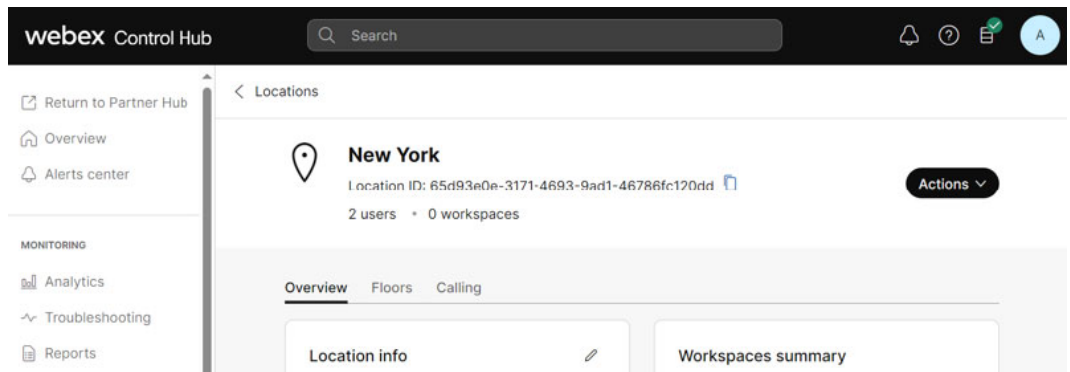 webex Control Hub
Search
A
Return to Partner Hub
Overview
Alerts center
MONITORING
Analytics
Troubleshooting
Reports
Locations
New York
Location ID: 65d93e0e-3171-4693-9ad1-46786fc120dd
2 users • 0 workspaces
Actions
Overview Floors Calling
Location info
Workspaces summary